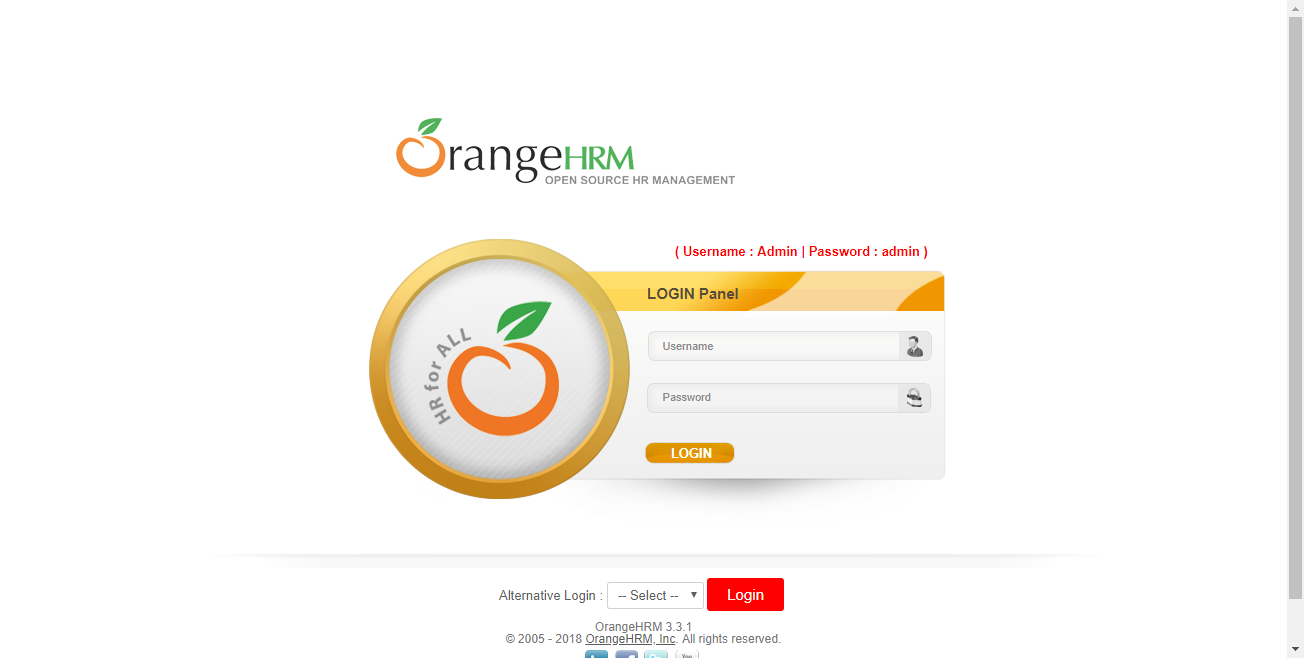 OrangeHRM
OPEN SOURCE HR MANAGEMENT
( Username : Admin | Password : admin )
LOGIN Panel
HR for ALL
Username
Password
LOGIN
Alternative Login : -- Select -- Login
OrangeHRM 3.3.1
© 2005 - 2018 OrangeHRM, Inc. All rights reserved.